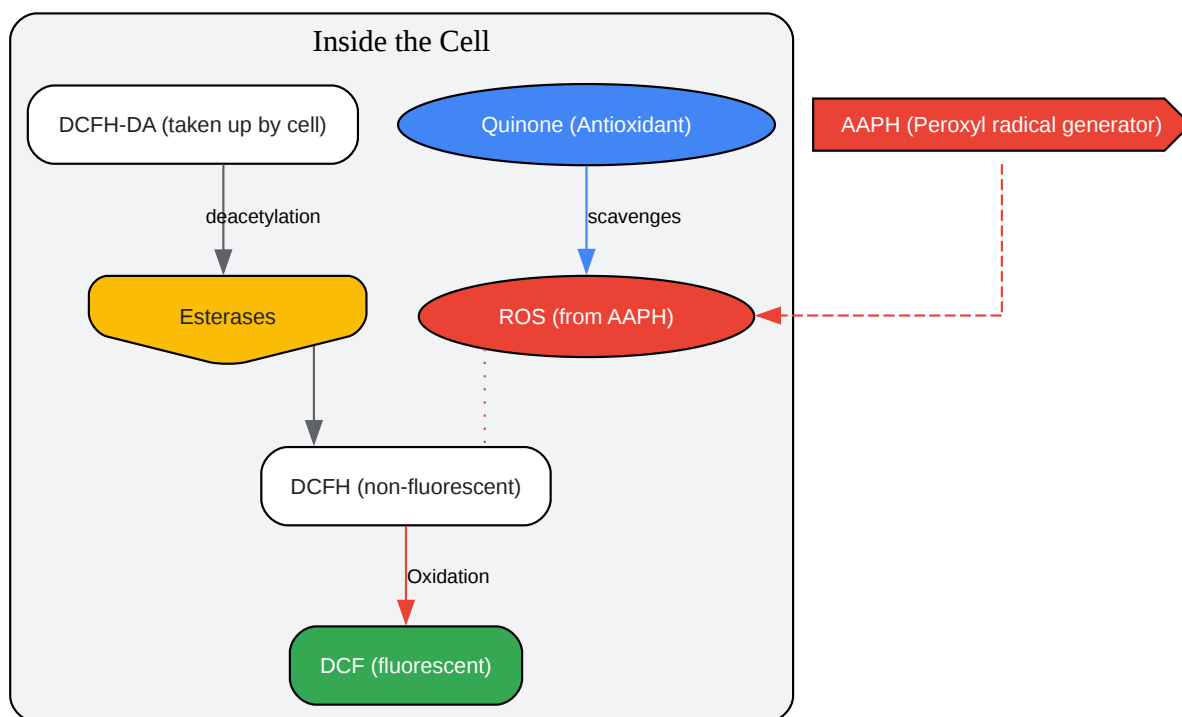 Inside the Cell
DCFH-DA (taken up by cell)
Quinone (Antioxidant)
AAPH (Peroxyl radical generator)
deacetylation
scavenges
Esterases
ROS (from AAPH)
DCFH (non-fluorescent)
Oxidation
DCF (fluorescent)